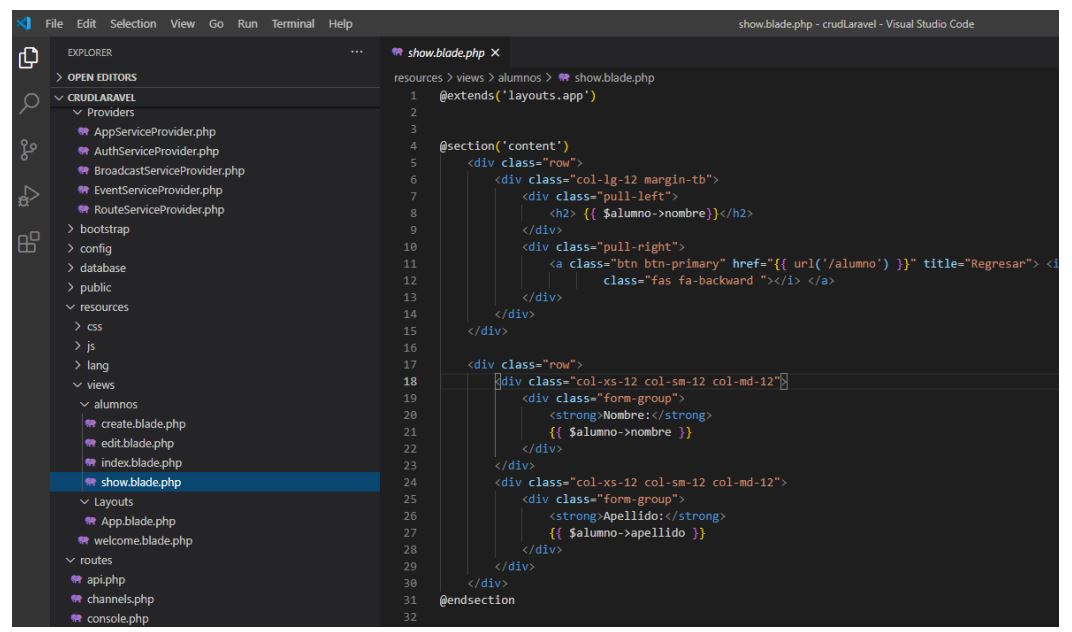 File Edit Selection View Go Run Terminal Help show.blade.php - crudLaravel - Visual Studio Code
EXPLORER ...
> OPEN EDITORS
CRUDLARAVEL
Providers
AppServiceProvider.php
AuthServiceProvider.php
BroadcastServiceProvider.php
EventServiceProvider.php
RouteServiceProvider.php
> bootstrap
> config
> database
> public
resources
> css
> js
> lang
views
alumnos
create.blade.php
edit.blade.php
index.blade.php
show.blade.php
Layouts
App.blade.php
welcome.blade.php
routes
api.php
channels.php
console.php
show.blade.php ×
resources > views > alumnos > show.blade.php
1 @extends('layouts.app')
2
3
4 @section('content')
5 <div class="row">
6 <div class="col-lg-12 margin-tb">
7 <div class="pull-left">
8 <h2> {{ $alumno->nombre}}</h2>
9 </div>
10 <div class="pull-right">
11 <a class="btn btn-primary" href="{{ url('/alumno') }}" title="Regresar"> <i
12 class="fas fa-backward "></i> </a>
13 </div>
14 </div>
15 </div>
16
17 <div class="row">
18 <div class="col-xs-12 col-sm-12 col-md-12">
19 <div class="form-group">
20 <strong>Nombre:</strong>
21 {{ $alumno->nombre }}
22 </div>
23 </div>
24 <div class="col-xs-12 col-sm-12 col-md-12">
25 <div class="form-group">
26 <strong>Apellido:</strong>
27 {{ $alumno->apellido }}
28 </div>
29 </div>
30 </div>
31 @endsection
32